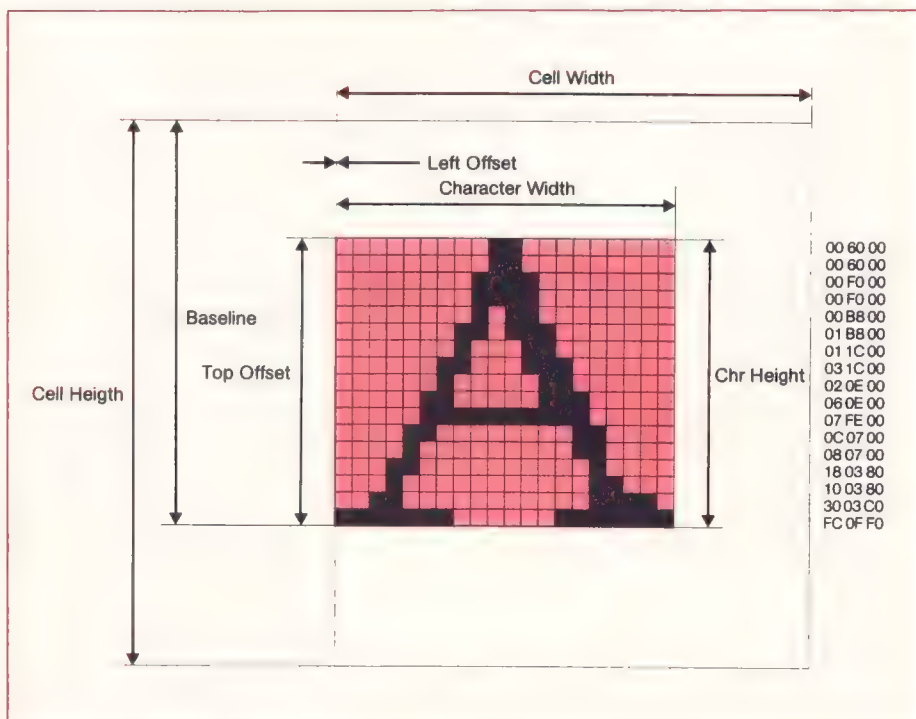 Cell Width
Left Offset
Character Width
Baseline
Top Offset
Cell Heigth
Chr Height
00 60 00
00 60 00
00 F0 00
00 F0 00
00 B8 00
01 B8 00
01 1C 00
03 1C 00
02 0E 00
06 0E 00
07 FE 00
0C 07 00
08 07 00
18 03 80
10 03 80
30 03 C0
FC 0F F0